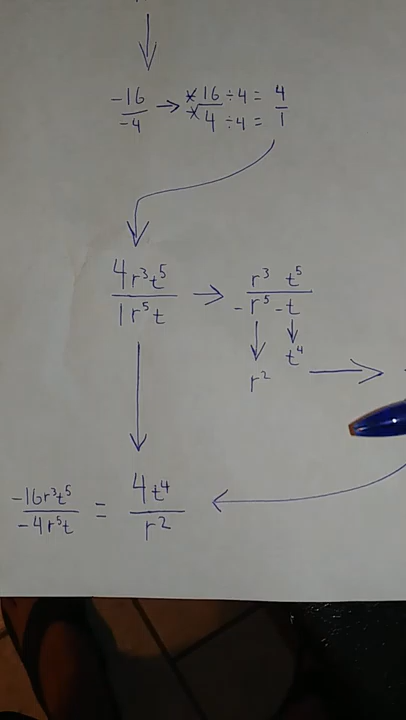 -16/-4 → 16 ÷4 = 4
4 ÷4 = 1
4r³t⁵/1r⁵t → r³ t⁵
- r⁵ - t
r² t⁴ →
-16r³t⁵/-4r⁵t = 4t⁴/r²